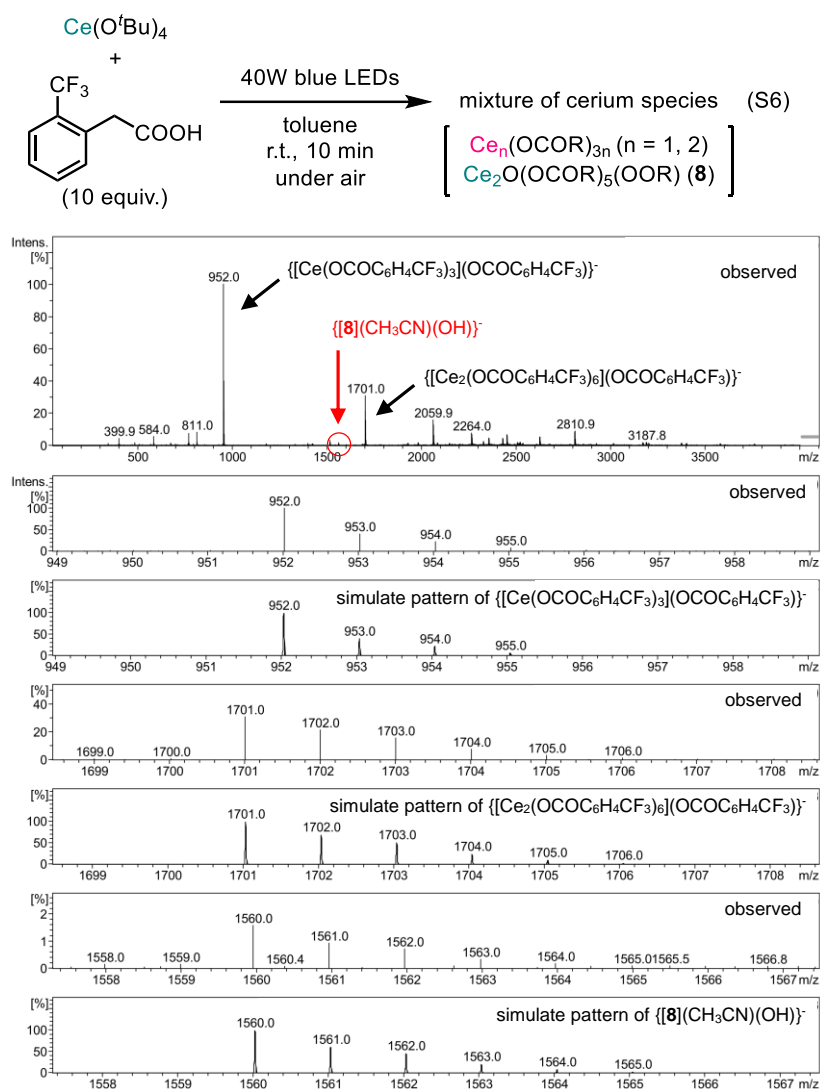 Ce(OᵗBu)₄
+
CF₃
COOH
(10 equiv.)
40W blue LEDs
toluene
r.t., 10 min
under air
mixture of cerium species (S6)
Ceₙ(OCOR)₃ₙ (n = 1, 2)
Ce₂O(OCOR)₅(OOR) (8)
Intens.
[%]
observed
952.0
{[Ce(OCOC₆H₄CF₃)₃](OCOC₆H₄CF₃)}⁻
{[8](CH₃CN)(OH)}⁻
{[Ce₂(OCOC₆H₄CF₃)₆](OCOC₆H₄CF₃)}⁻
1701.0
399.9 584.0 811.0 2059.9 2264.0 2810.9 3187.8
100
80
60
40
20
0
500 1000 1500 2000 2500 3000 3500 m/z
Intens.
[%]
observed
100
50
0
952.0 953.0 954.0 955.0
949 950 951 952 953 954 955 956 957 958 m/z
[%]
simulate pattern of {[Ce(OCOC₆H₄CF₃)₃](OCOC₆H₄CF₃)}⁻
100
50
0
952.0 953.0 954.0 955.0
949 950 951 952 953 954 955 956 957 958 m/z
[%]
observed
40
20
0
1699.0 1700.0 1701.0 1702.0 1703.0 1704.0 1705.0 1706.0
1699 1700 1701 1702 1703 1704 1705 1706 1707 1708 m/z
[%]
simulate pattern of {[Ce₂(OCOC₆H₄CF₃)₆](OCOC₆H₄CF₃)}⁻
100
50
0
1701.0 1702.0 1703.0 1704.0 1705.0 1706.0
1699 1700 1701 1702 1703 1704 1705 1706 1707 1708 m/z
[%]
observed
2
1
0
1558.0 1559.0 1560.0 1560.4 1561.0 1562.0 1563.0 1564.0 1565.0 1565.5 1566.8
1558 1559 1560 1561 1562 1563 1564 1565 1566 1567 m/z
[%]
simulate pattern of {[8](CH₃CN)(OH)}⁻
100
50
0
1560.0 1561.0 1562.0 1563.0 1564.0 1565.0
1558 1559 1560 1561 1562 1563 1564 1565 1566 1567 m/z